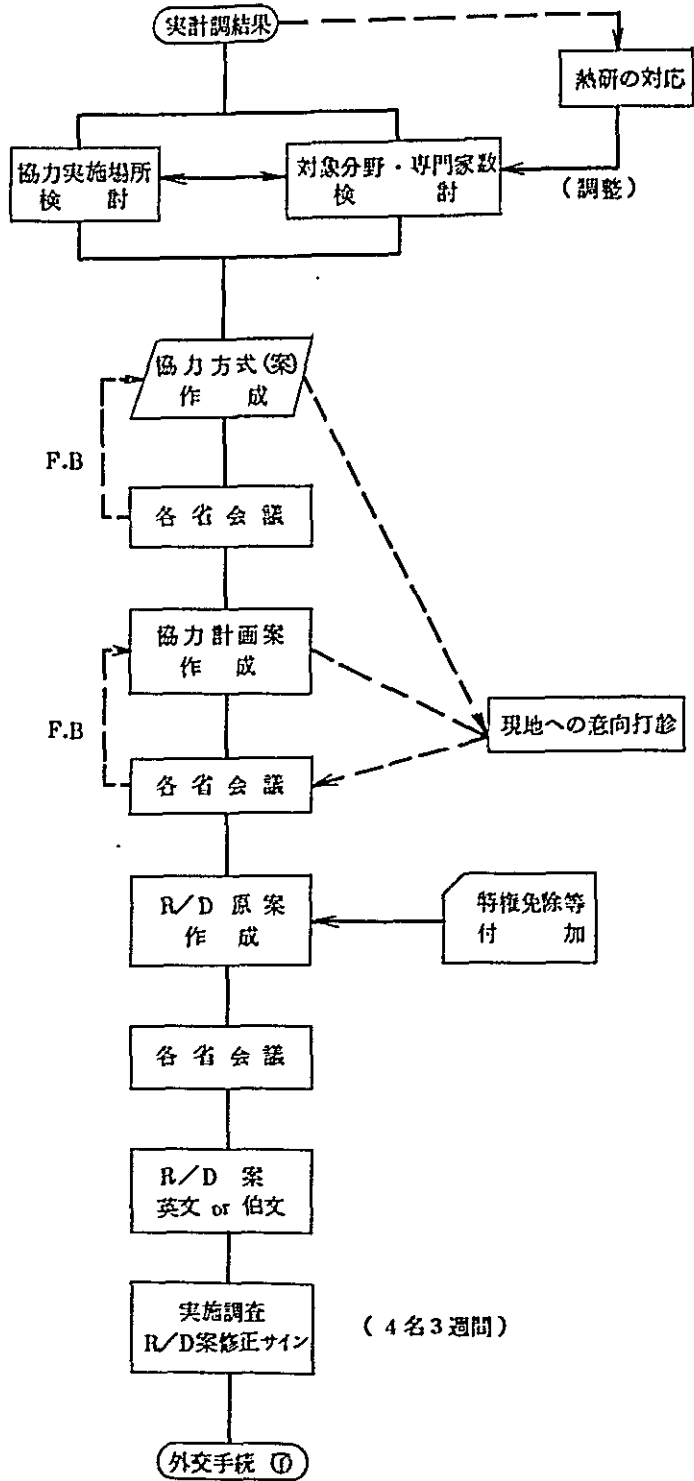 実計調結果
熱研の対応
協力実施場所
検討
対象分野・専門家数
検討
(調整)
協力方式(案)
作成
F.B
各省会議
協力計画案
作成
F.B
現地への意向打診
各省会議
R/D 原案
作成
特権免除等
付加
各省会議
R/D 案
英文 or 伯文
実施調査
R/D案修正サイン
(4名3週間)
外交手続 ⑦